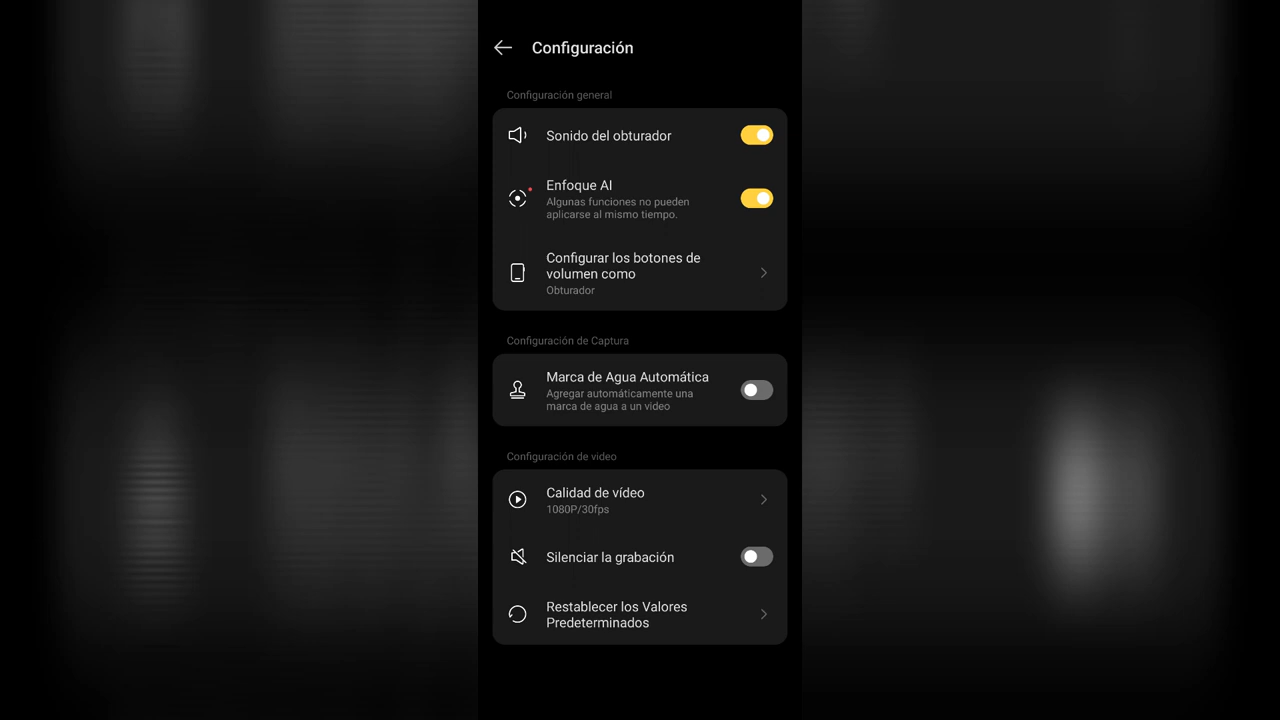 Configuración
Configuración general
Sonido del obturador
Enfoque AI
Algunas funciones no pueden
aplicarse al mismo tiempo.
Configurar los botones de
volumen como
Obturador
Configuración de Captura
Marca de Agua Automática
Agregar automáticamente una
marca de agua a un video
Configuración de video
Calidad de vídeo
1080P/30fps
Silenciar la grabación
Restablecer los Valores
Predeterminados